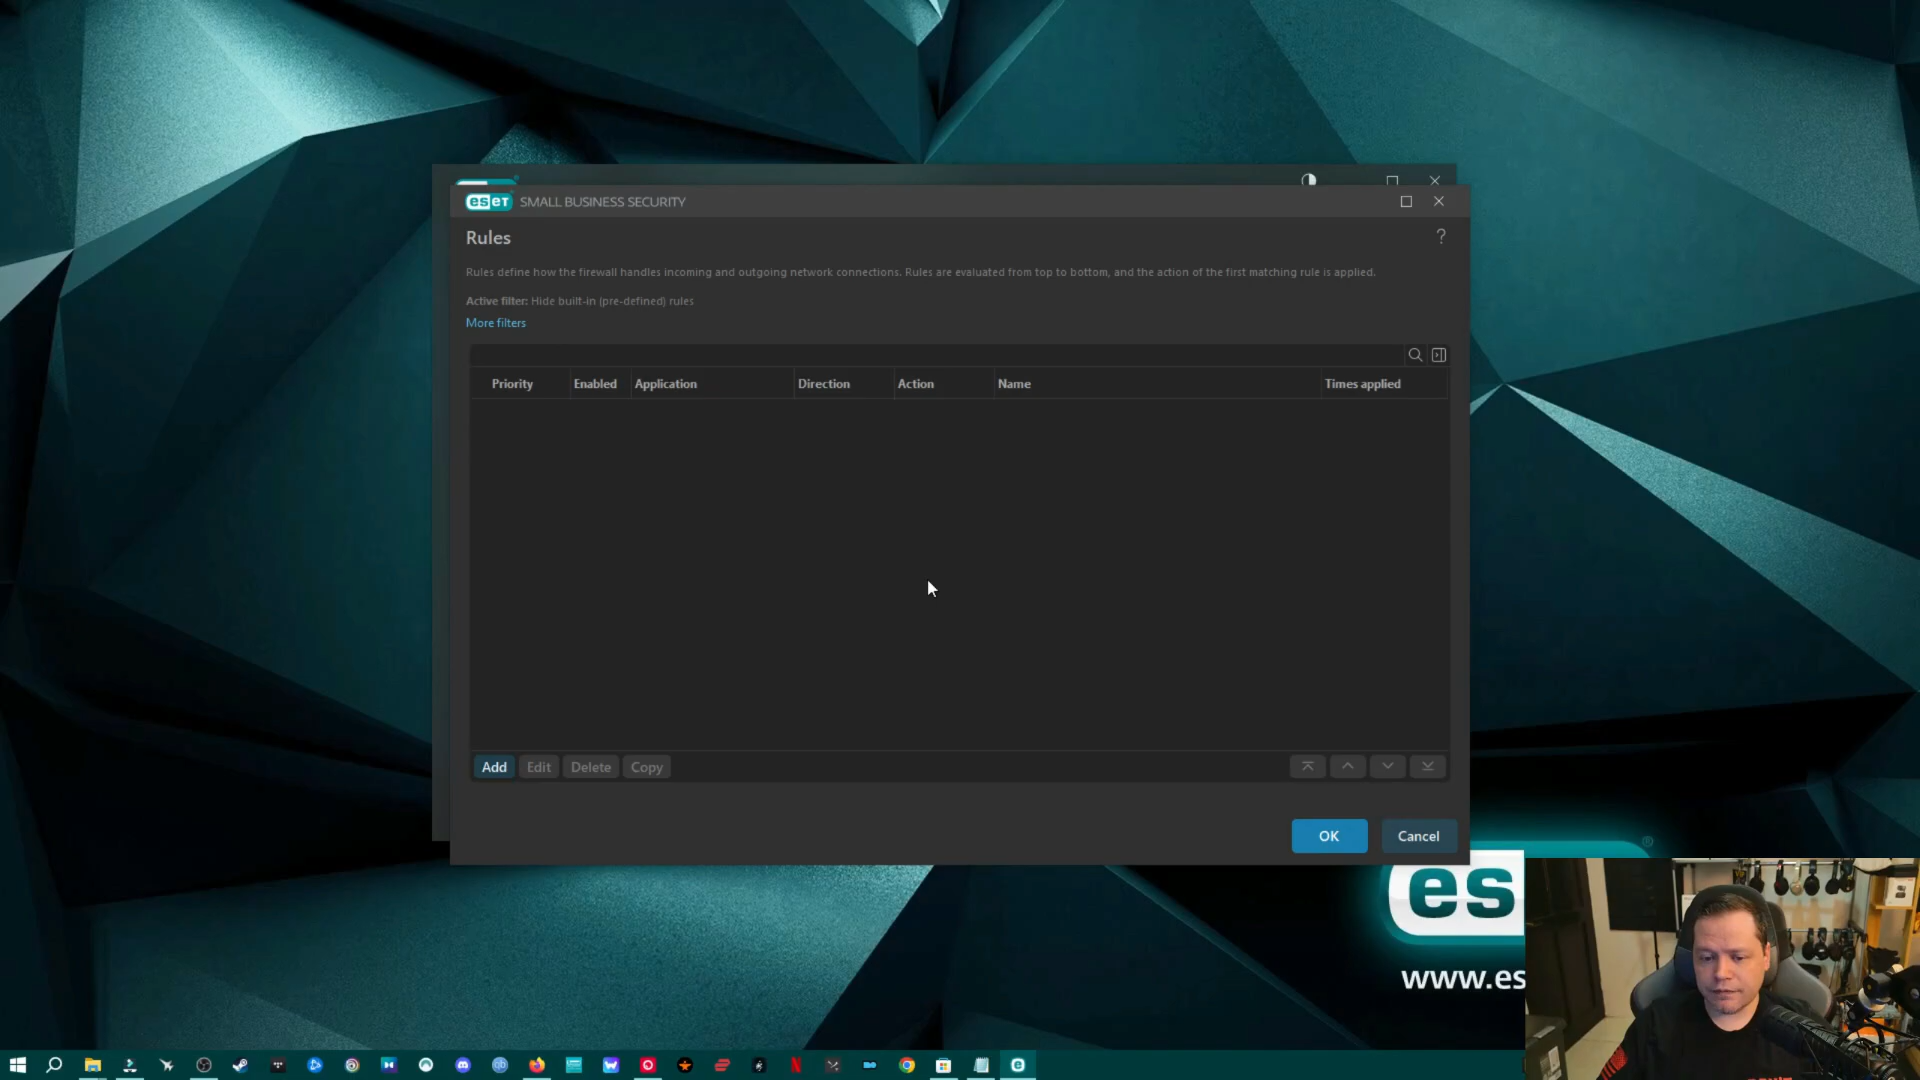 eset SMALL BUSINESS SECURITY
Rules
?
Rules define how the firewall handles incoming and outgoing network connections. Rules are evaluated from top to bottom, and the action of the first matching rule is applied.
Active filter: Hide built-in (pre-defined) rules
More filters
Priority Enabled Application Direction Action Name Times applied
Add Edit Delete Copy
OK Cancel
es
www.es